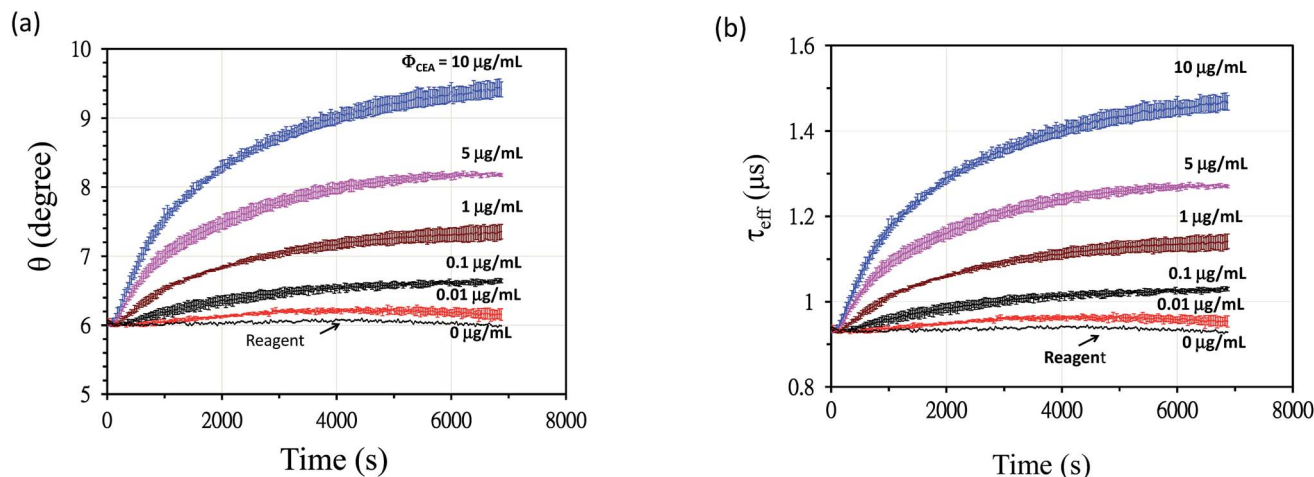 (a)
10
9
8
7
6
5
θ (degree)
Φ_CEA = 10 µg/mL
5 µg/mL
1 µg/mL
0.1 µg/mL
0.01 µg/mL
0 µg/mL
Reagent
0 2000 4000 6000 8000
Time (s)
(b)
1.6
1.4
1.2
1
0.8
τ_eff (µs)
10 µg/mL
5 µg/mL
1 µg/mL
0.1 µg/mL
0.01 µg/mL
0 µg/mL
Reagent
0 2000 4000 6000 8000
Time (s)